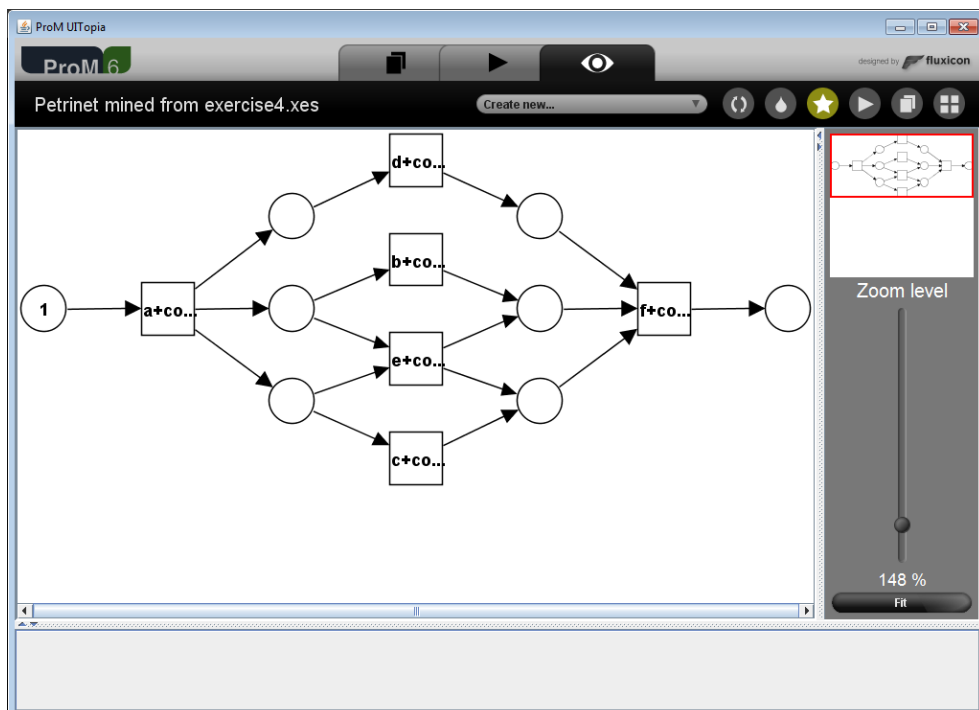 ProM UITopia
ProM 6
designed by fluxicon
Petrinet mined from exercise4.xes
Create new...
d+co...
b+co...
1
a+co...
f+co...
e+co...
c+co...
Zoom level
148 %
Fit